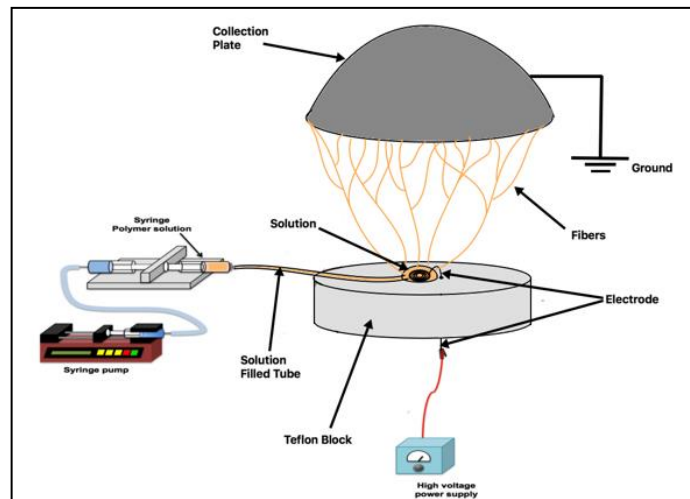 Collection
Plate
Ground
Solution
Fibers
Syringe
Polymer solution
Electrode
Syringe pump
Solution
Filled Tube
Teflon Block
High voltage
power supply